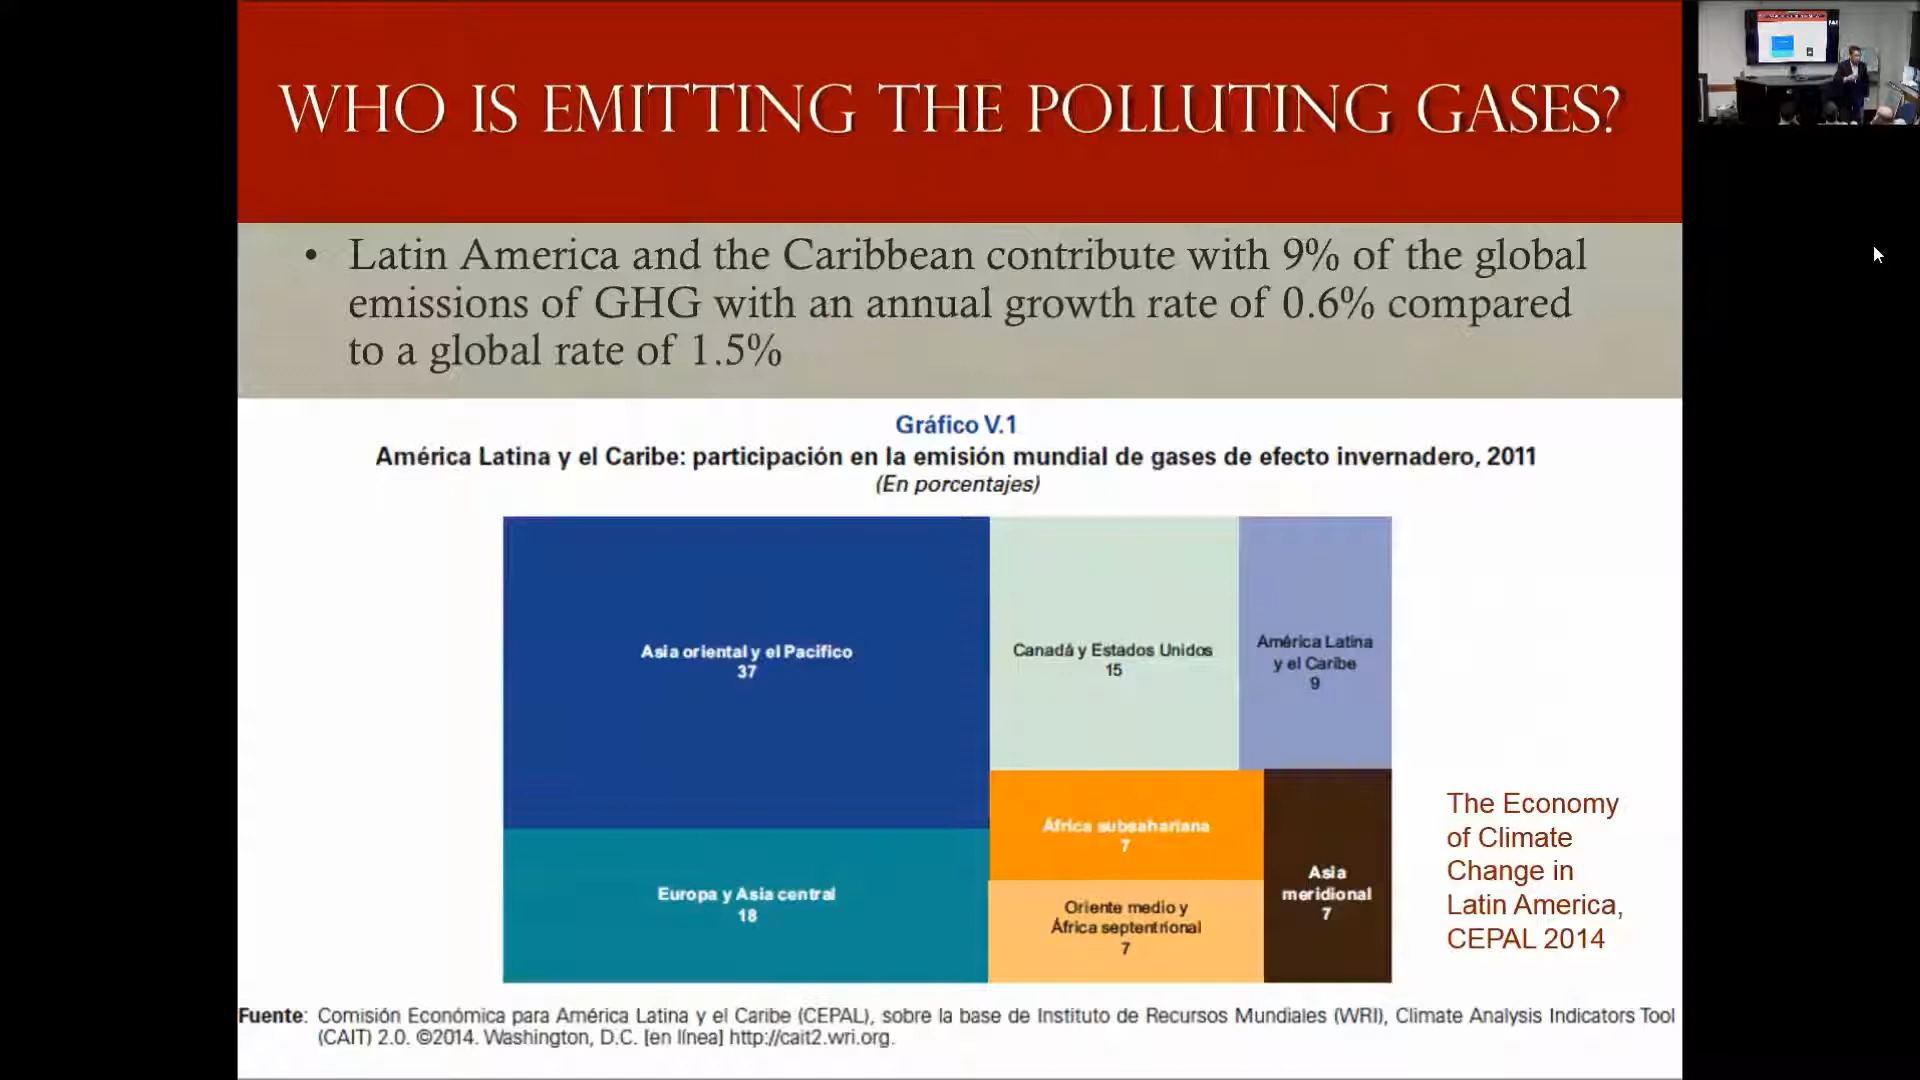 WHO IS EMITTING THE POLLUTING GASES?
• Latin America and the Caribbean contribute with 9% of the global
emissions of GHG with an annual growth rate of 0.6% compared
to a global rate of 1.5%
Gráfico V.1
América Latina y el Caribe: participación en la emisión mundial de gases de efecto invernadero, 2011
(En porcentajes)
Asia oriental y el Pacífico
37
Canadá y Estados Unidos
15
América Latina
y el Caribe
9
Europa y Asia central
18
África subsahariana
7
Oriente medio y
África septentrional
7
Asia
meridional
7
The Economy
of Climate
Change in
Latin America,
CEPAL 2014
Fuente: Comisión Económica para América Latina y el Caribe (CEPAL), sobre la base de Instituto de Recursos Mundiales (WRI), Climate Analysis Indicators Tool
(CAIT) 2.0. ©2014. Washington, D.C. [en línea] http://cait2.wri.org.